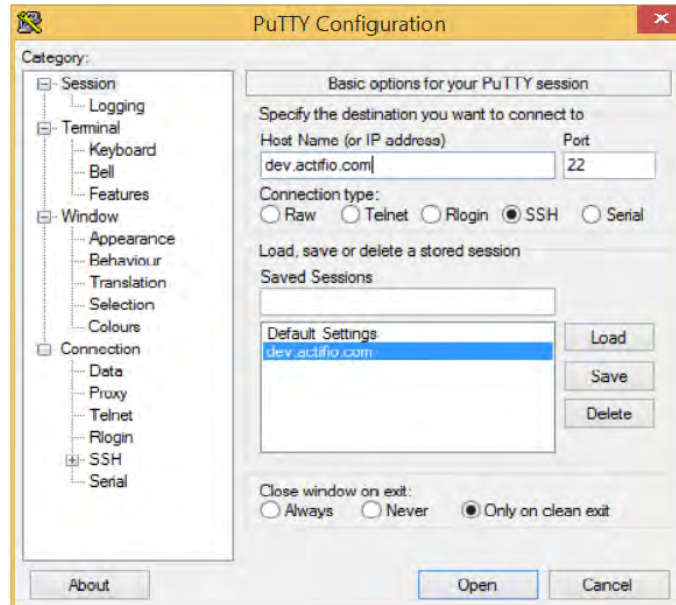 PuTTY Configuration
Category:
Session
Logging
Terminal
Keyboard
Bell
Features
Window
Appearance
Behaviour
Translation
Selection
Colours
Connection
Data
Proxy
Telnet
Rlogin
SSH
Serial
Basic options for your PuTTY session
Specify the destination you want to connect to
Host Name (or IP address) Port
dev.actifio.com 22
Connection type:
Raw Telnet Rlogin SSH Serial
Load, save or delete a stored session
Saved Sessions
Default Settings
dev.actifio.com
Load
Save
Delete
Close window on exit:
Always Never Only on clean exit
About Open Cancel